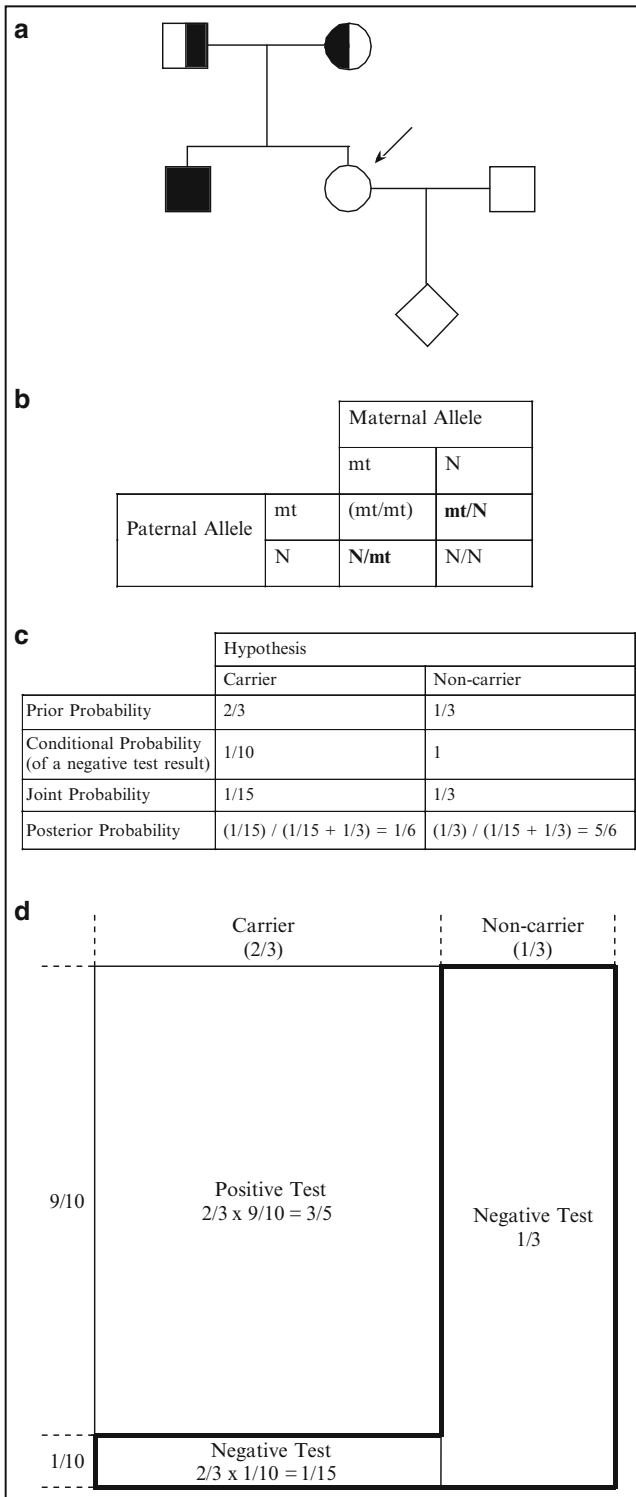 a
b
Maternal Allele
mt N
Paternal Allele mt (mt/mt) mt/N
N N/mt N/N
c
Hypothesis
Carrier Non-carrier
Prior Probability 2/3 1/3
Conditional Probability
(of a negative test result) 1/10 1
Joint Probability 1/15 1/3
Posterior Probability (1/15) / (1/15 + 1/3) = 1/6 (1/3) / (1/15 + 1/3) = 5/6
d
Carrier Non-carrier
(2/3) (1/3)
9/10
Positive Test
2/3 x 9/10 = 3/5
Negative Test
1/3
1/10
Negative Test
2/3 x 1/10 = 1/15